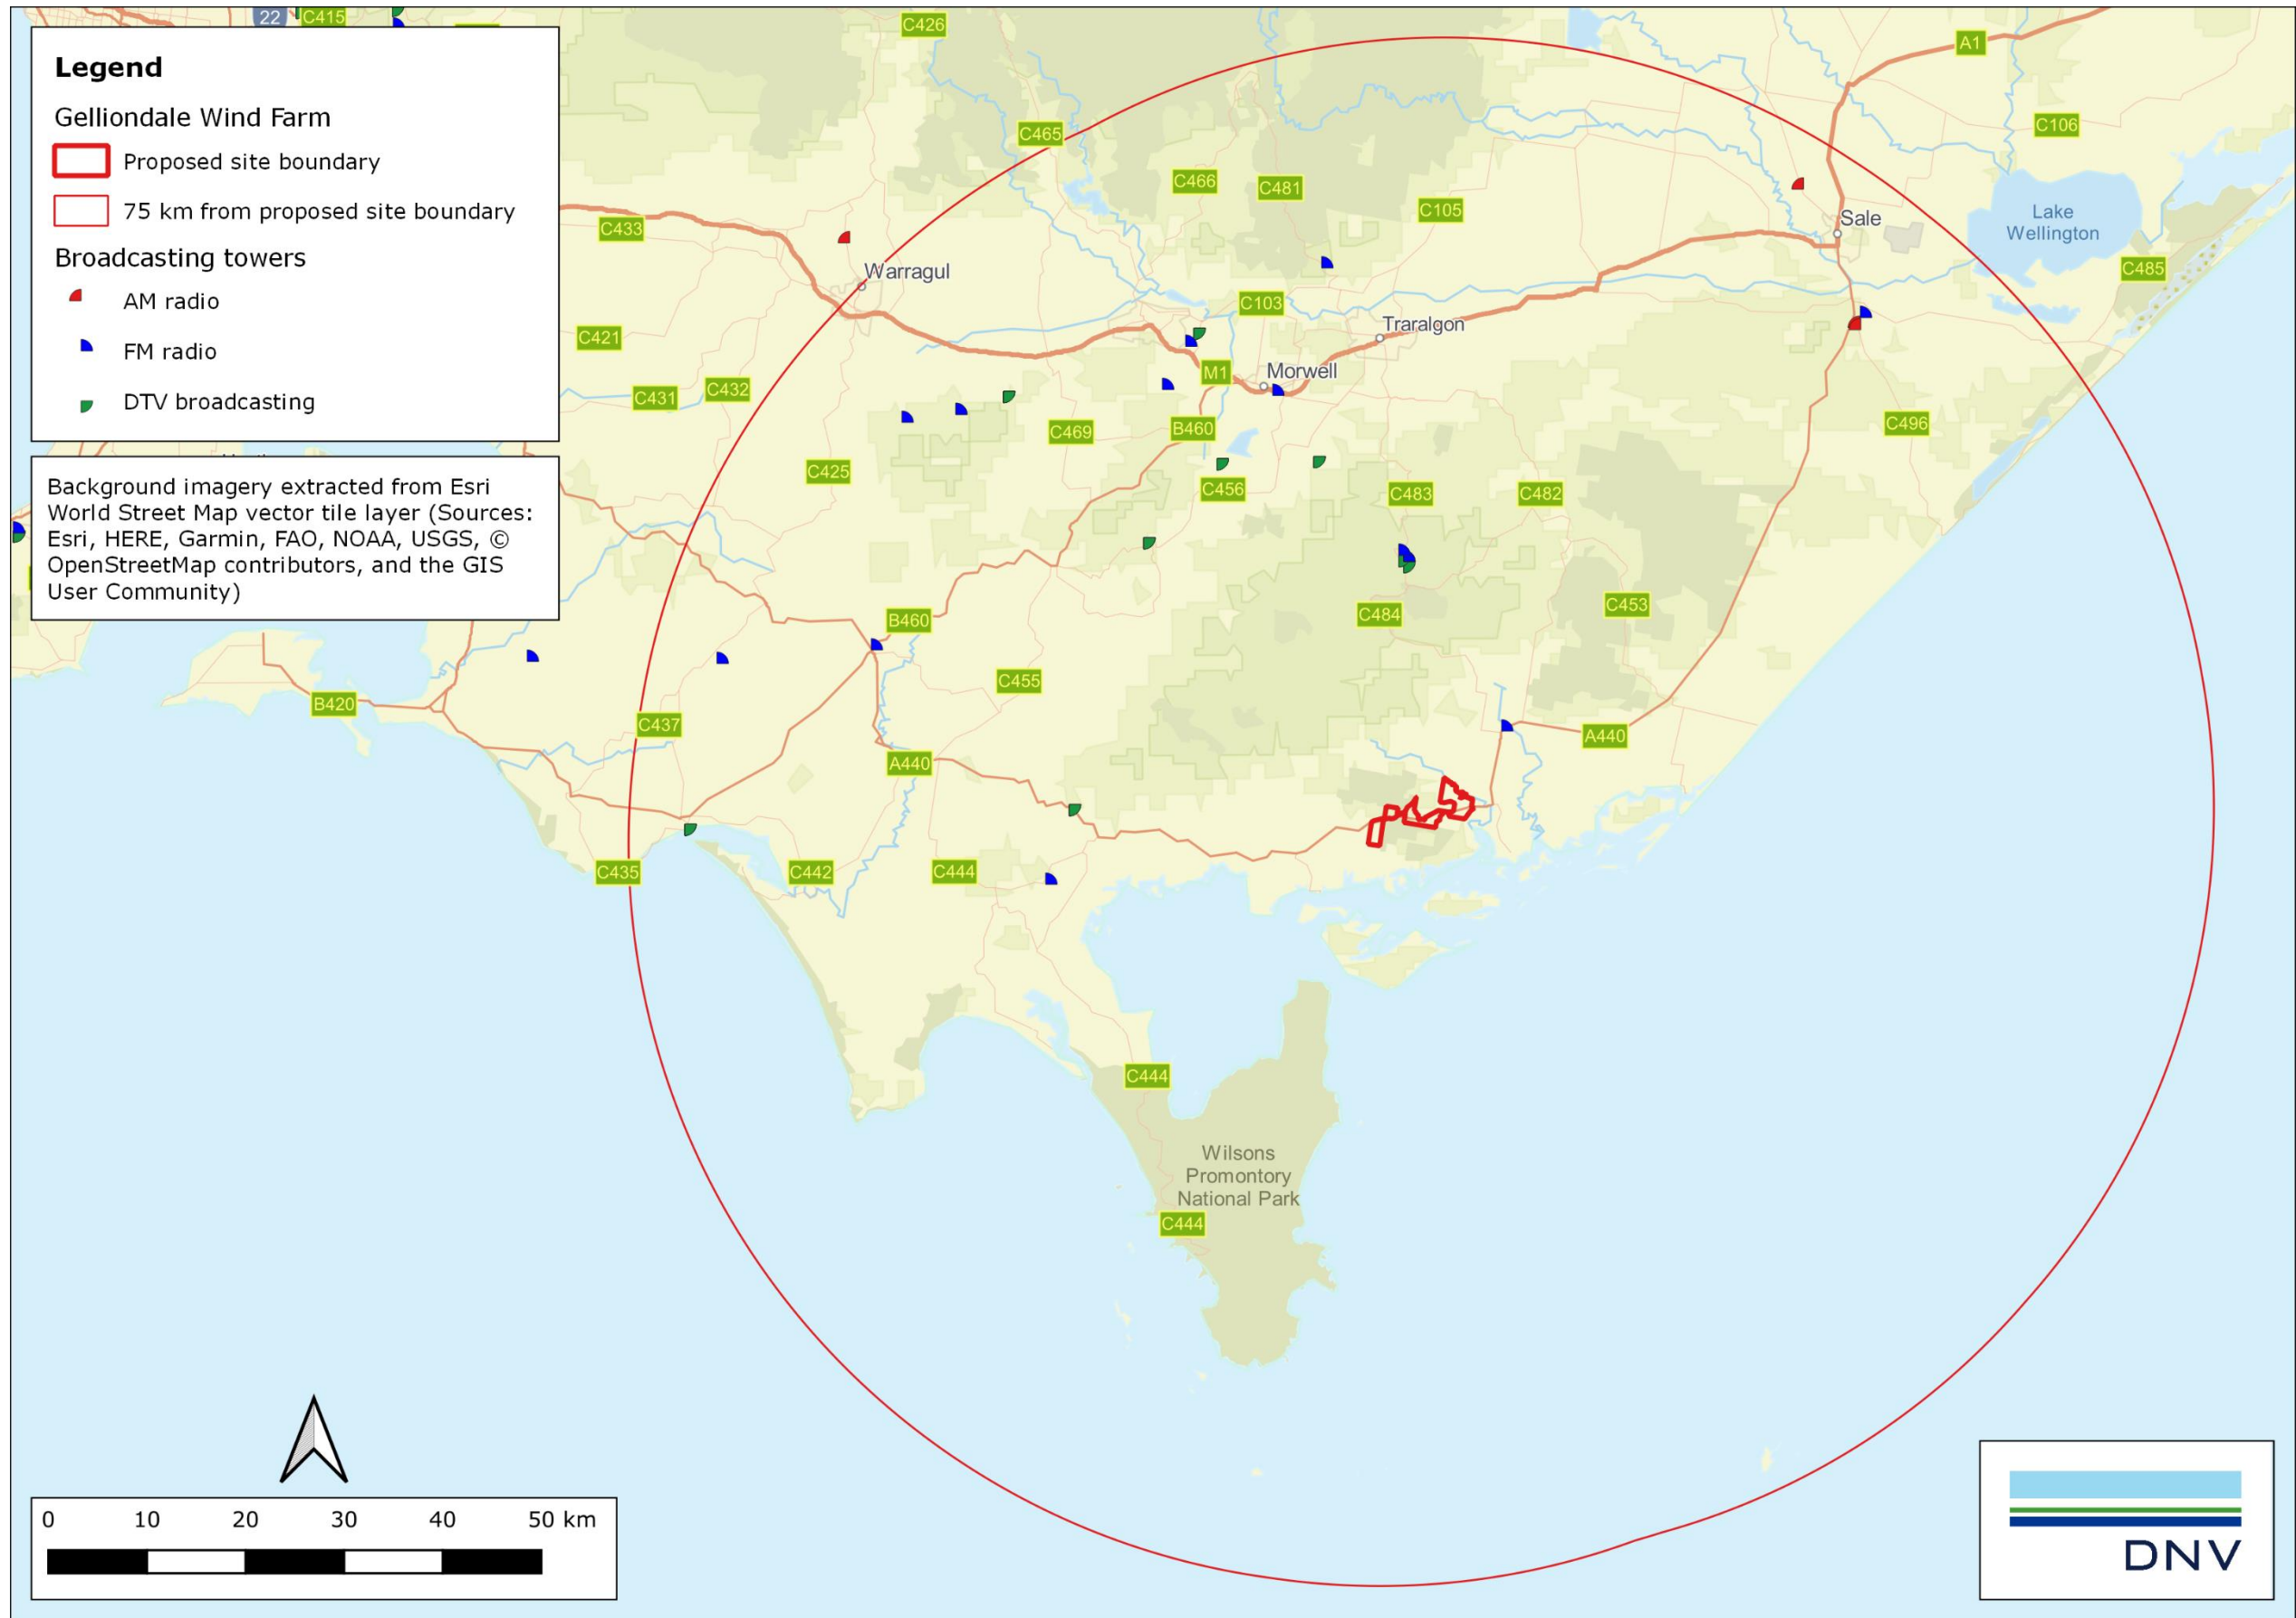 Legend
Gelliondale Wind Farm
Proposed site boundary
75 km from proposed site boundary
Broadcasting towers
AM radio
FM radio
DTV broadcasting
Background imagery extracted from Esri
World Street Map vector tile layer (Sources:
Esri, HERE, Garmin, FAO, NOAA, USGS, ©
OpenStreetMap contributors, and the GIS
User Community)
22
C415
C426
A1
C106
C465
C466
C481
C105
C433
Sale
Lake
Wellington
C485
Warragul
C103
Traralgon
C421
M1
Morwell
C431
C432
C469
B460
C496
C425
C456
C483
C482
B460
C484
C453
C455
B420
C437
A440
A440
C435
C442
C444
C444
Wilsons
Promontory
National Park
C444
0 10 20 30 40 50 km
DNV